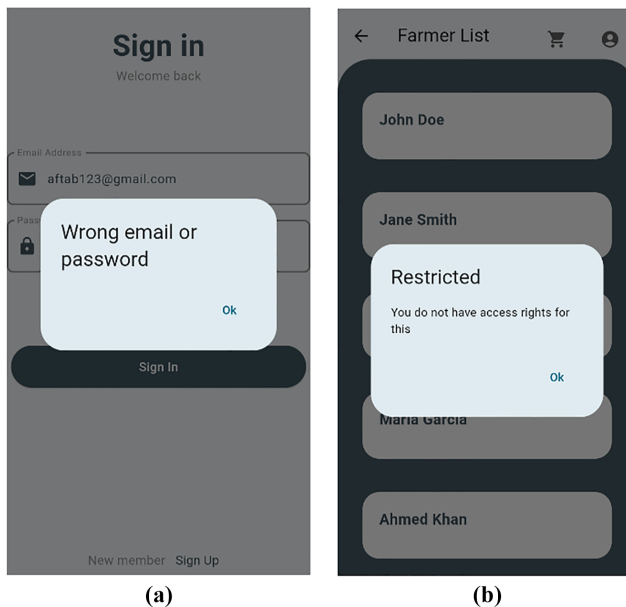 Sign in
Welcome back
Email Address
aftab123@gmail.com
Pass
Wrong email or
password
Ok
Sign In
New member Sign Up
(a)
Farmer List
John Doe
Jane Smith
Restricted
You do not have access rights for
this
Ok
Maria Garcia
Ahmed Khan
(b)